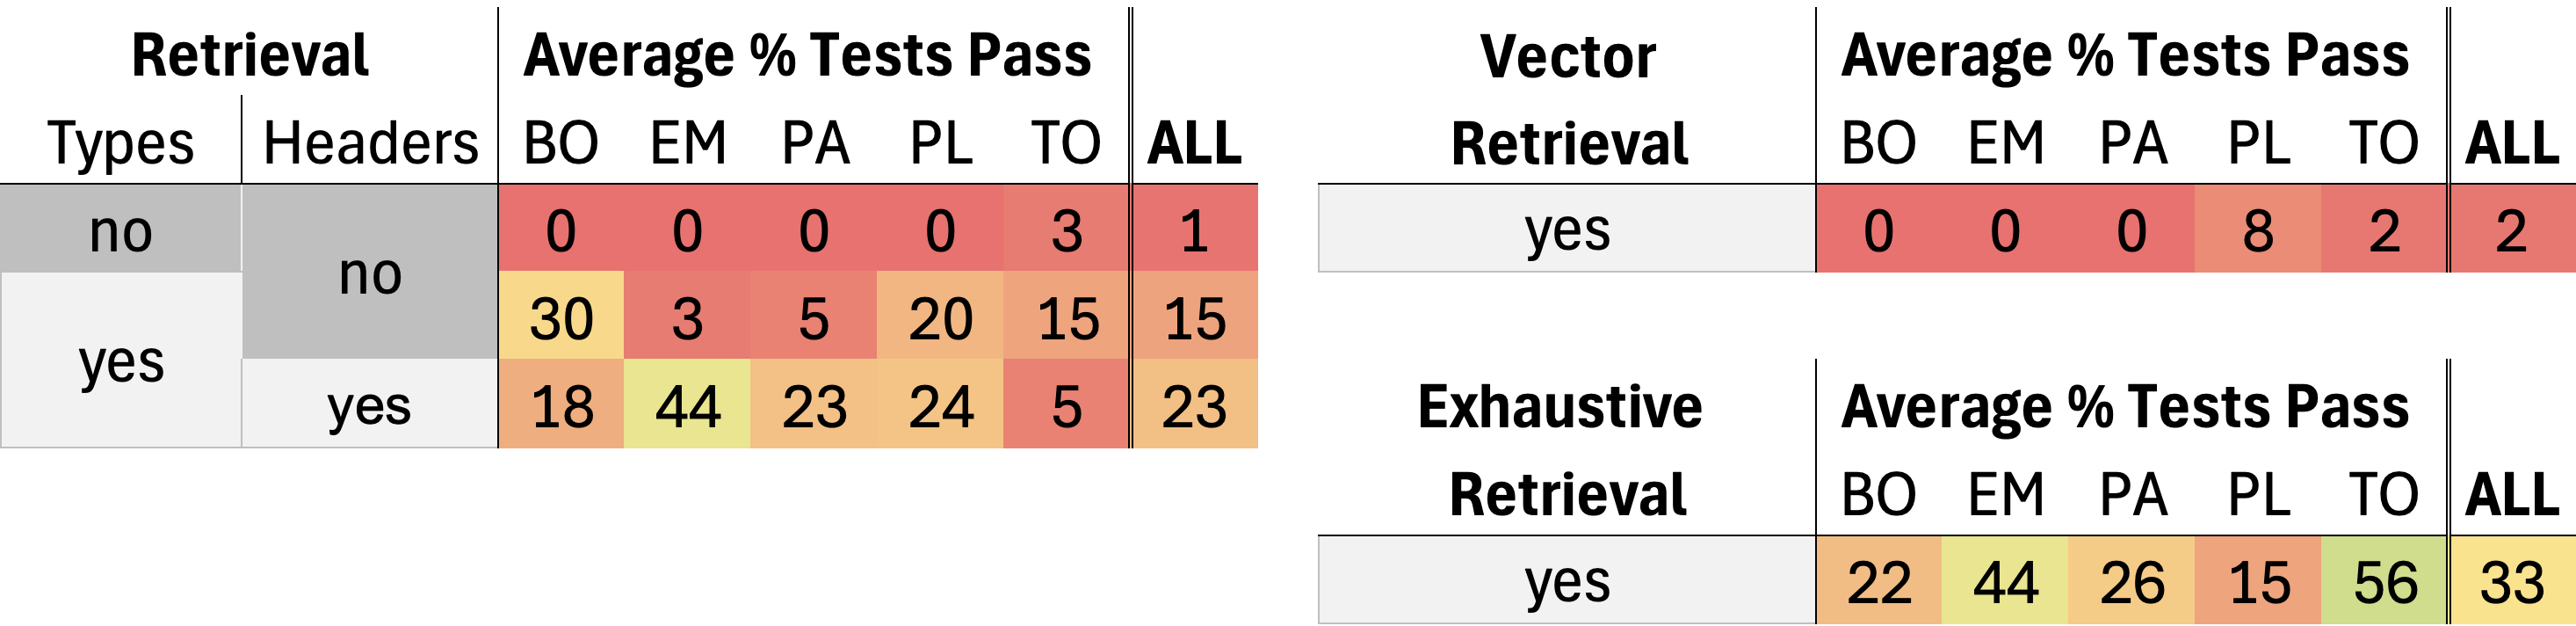 Retrieval Average % Tests Pass
Types Headers BO EM PA PL TO ALL
no no 0 0 0 0 3 1
yes 30 3 5 20 15 15
yes 18 44 23 24 5 23
Vector Average % Tests Pass
Retrieval BO EM PA PL TO ALL
yes 0 0 0 8 2 2
Exhaustive Average % Tests Pass
Retrieval BO EM PA PL TO ALL
yes 22 44 26 15 56 33